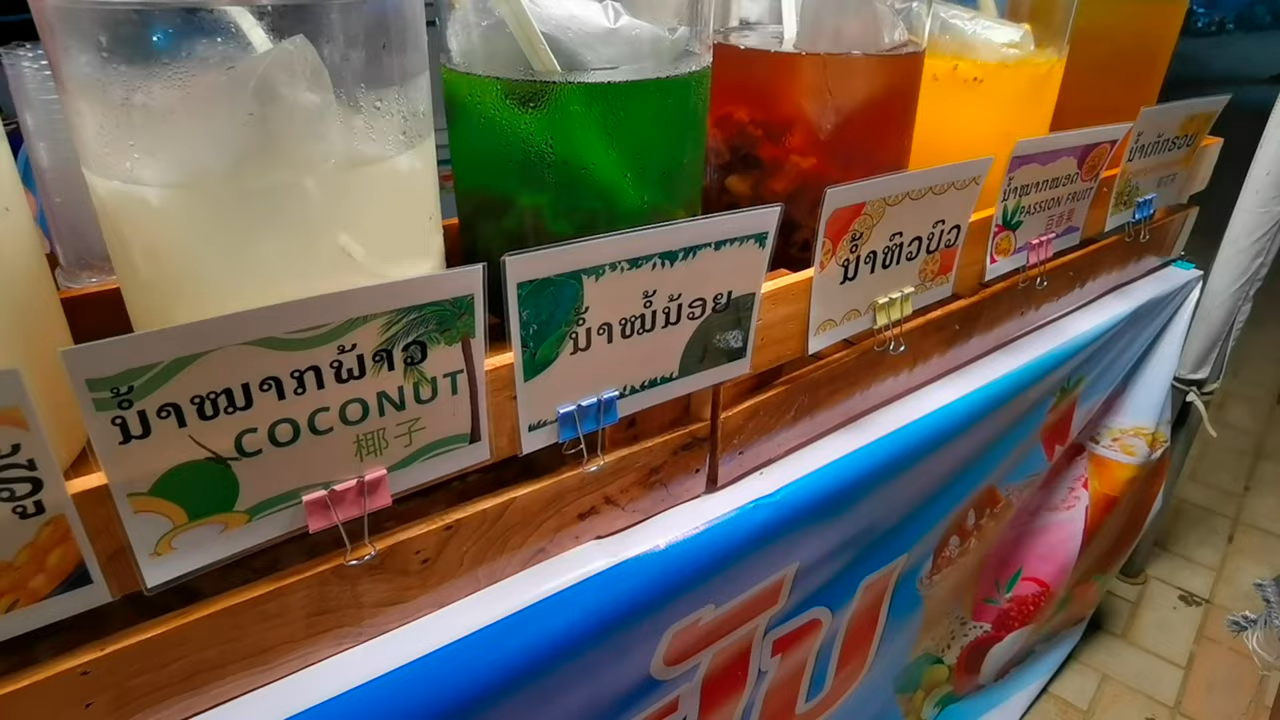 ນ້ຳໝາກພ້າວ
COCONUT
椰子
ນ້ຳໝໍ້ນ້ອຍ
ນ້ຳຫົວບົວ
ນ້ຳໝາກໝອດ
PASSION FRUIT
百香果
ນ້ຳເກັກຮວຍ